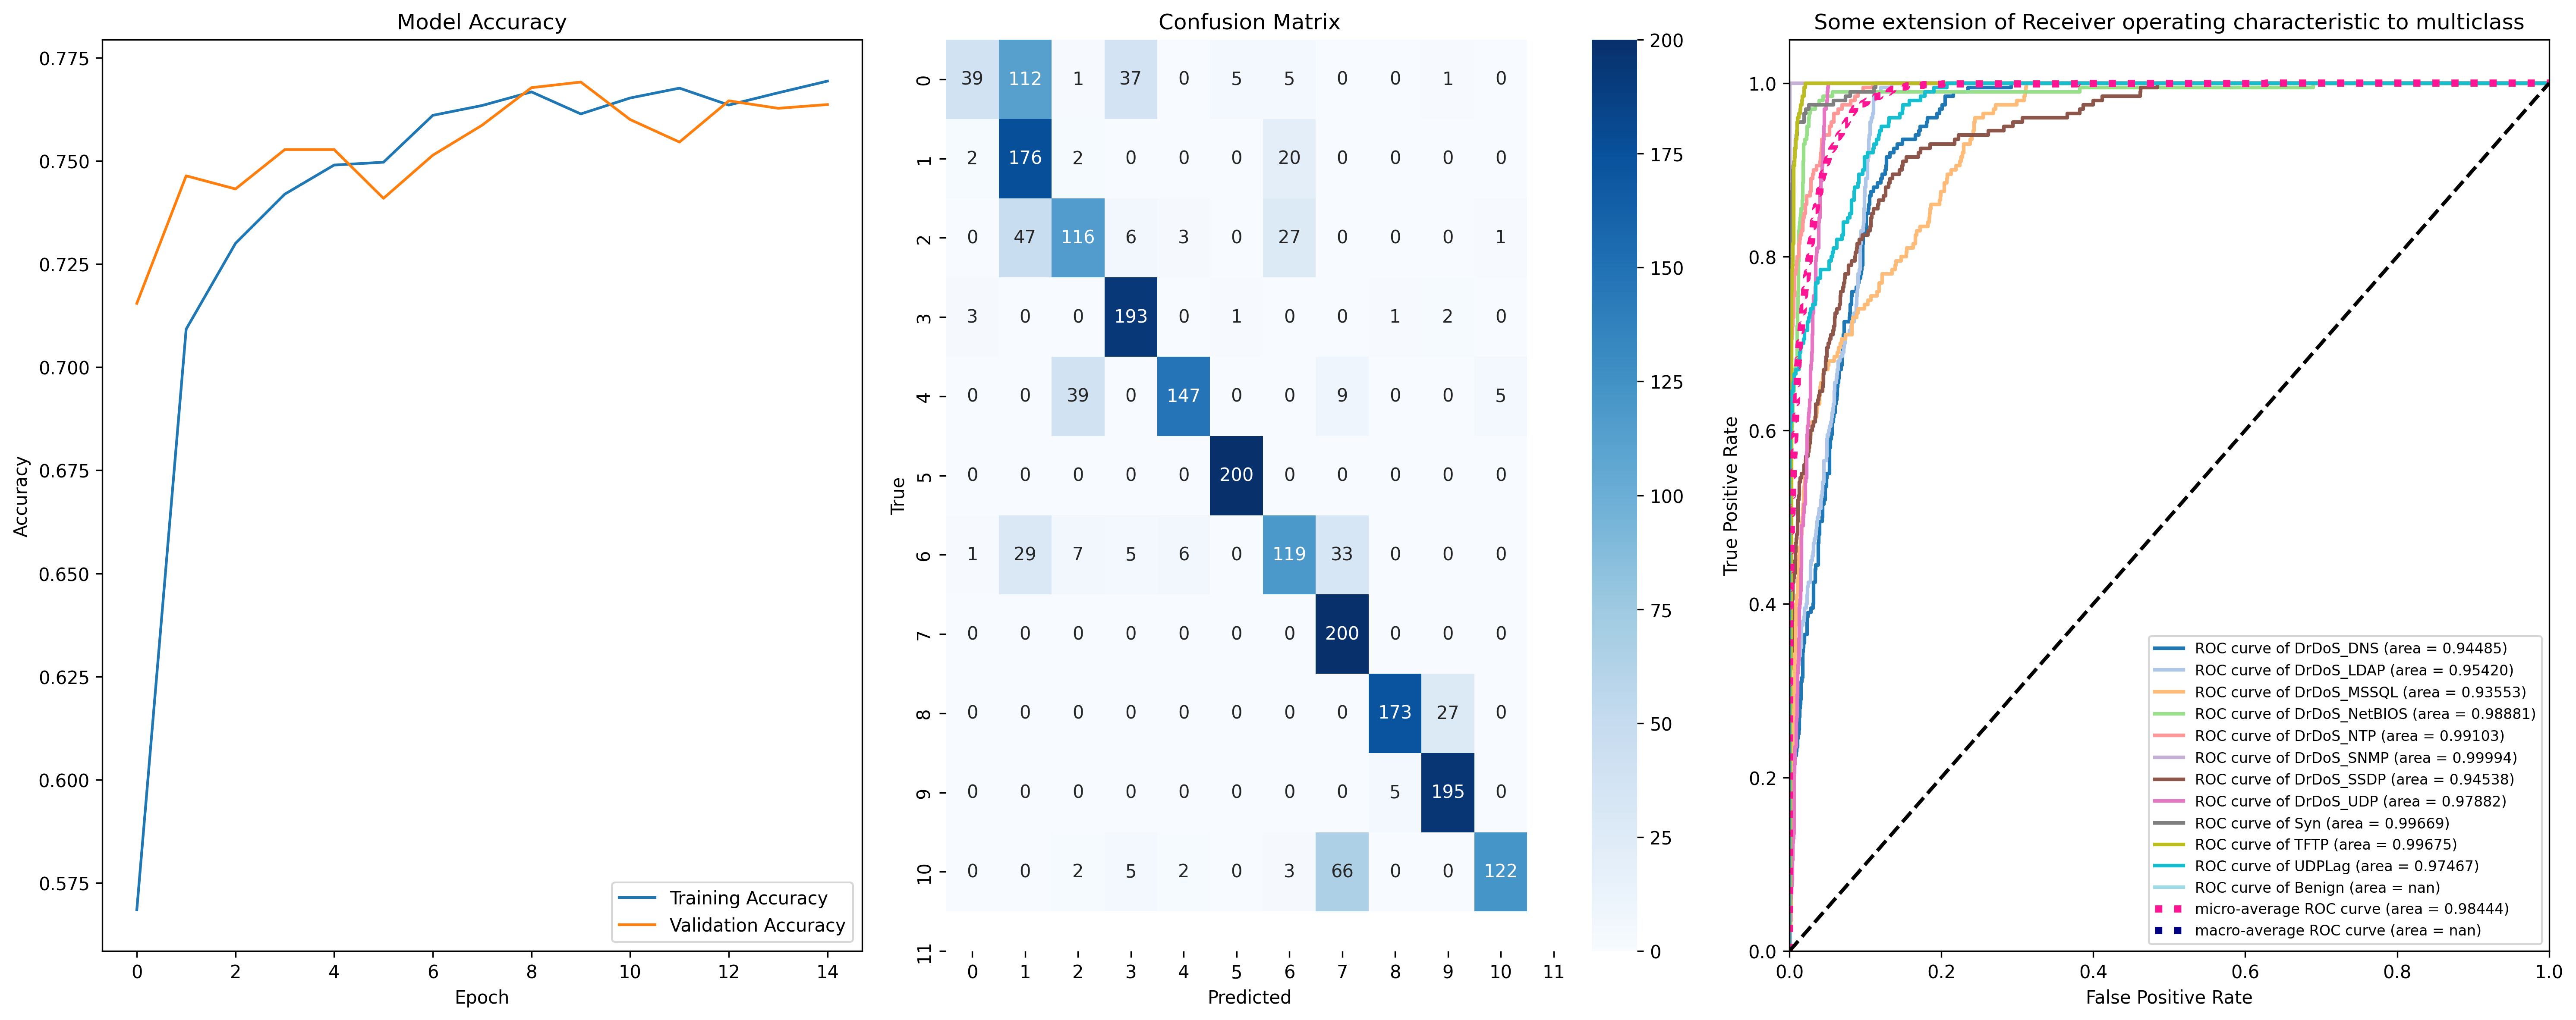 Model Accuracy
0.775
0.750
0.725
0.700
0.675
0.650
0.625
0.600
0.575
Accuracy
0 2 4 6 8 10 12 14
Epoch
Training Accuracy
Validation Accuracy
Confusion Matrix
0 39 112 1 37 0 5 5 0 0 1 0
1 2 176 2 0 0 0 20 0 0 0 0
2 0 47 116 6 3 0 27 0 0 0 1
3 3 0 0 193 0 1 0 0 1 2 0
4 0 0 39 0 147 0 0 9 0 0 5
5 0 0 0 0 0 200 0 0 0 0 0
6 1 29 7 5 6 0 119 33 0 0 0
7 0 0 0 0 0 0 0 200 0 0 0
8 0 0 0 0 0 0 0 0 173 27 0
9 0 0 0 0 0 0 0 0 5 195 0
10 0 0 2 5 2 0 3 66 0 0 122
11
True
0 1 2 3 4 5 6 7 8 9 10 11
Predicted
200
175
150
125
100
75
50
25
0
Some extension of Receiver operating characteristic to multiclass
1.0
0.8
0.6
0.4
0.2
0.0
True Positive Rate
0.0 0.2 0.4 0.6 0.8 1.0
False Positive Rate
ROC curve of DrDoS_DNS (area = 0.94485)
ROC curve of DrDoS_LDAP (area = 0.95420)
ROC curve of DrDoS_MSSQL (area = 0.93553)
ROC curve of DrDoS_NetBIOS (area = 0.98881)
ROC curve of DrDoS_NTP (area = 0.99103)
ROC curve of DrDoS_SNMP (area = 0.99994)
ROC curve of DrDoS_SSDP (area = 0.94538)
ROC curve of DrDoS_UDP (area = 0.97882)
ROC curve of Syn (area = 0.99669)
ROC curve of TFTP (area = 0.99675)
ROC curve of UDPLag (area = 0.97467)
ROC curve of Benign (area = nan)
micro-average ROC curve (area = 0.98444)
macro-average ROC curve (area = nan)